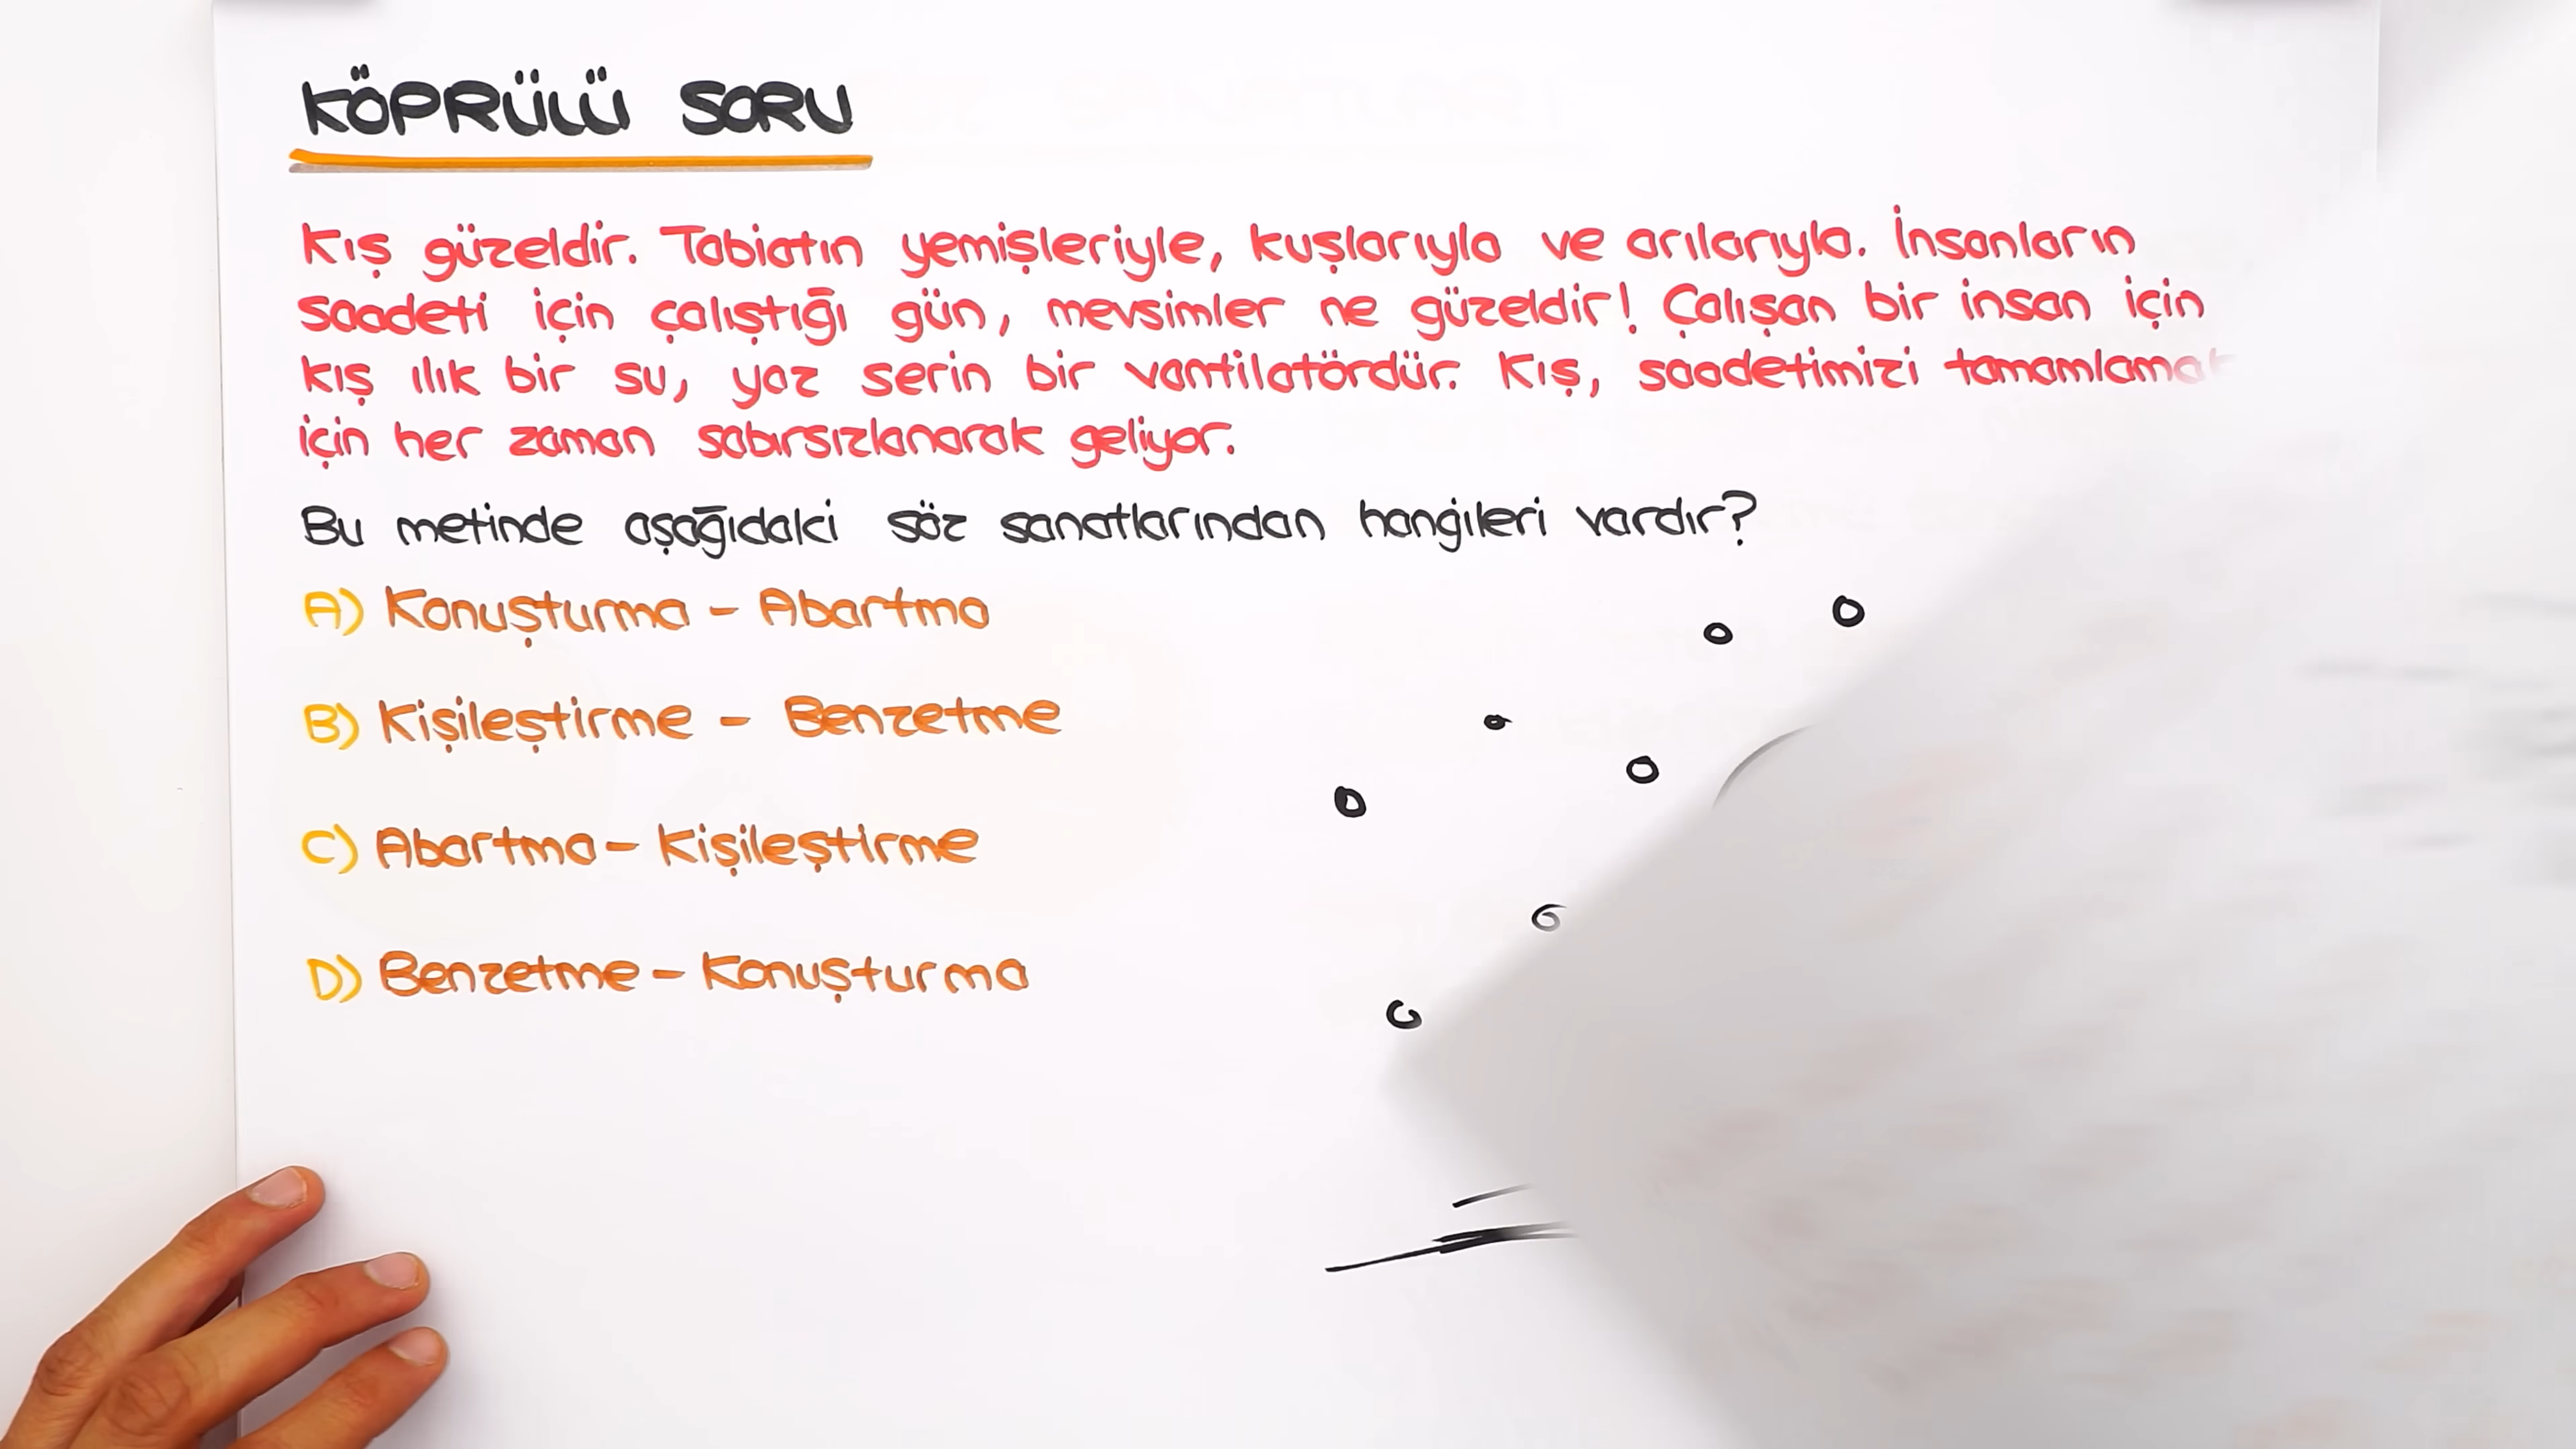 KÖPRÜLÜ SORU
Kış güzeldir. Tabiatın yemişleriyle, kuşlarıyla ve arılarıyla. İnsanların
saadeti için çalıştığı gün, mevsimler ne güzeldir! Çalışan bir insan için
kış ılık bir su, yaz serin bir vantilatördür. Kış, saadetimizi tamamlamak
için her zaman sabırsızlanarak geliyor.
Bu metinde aşağıdaki söz sanatlarından hangileri vardır?
A) Konuşturma - Abartma
B) Kişileştirme - Benzetme
C) Abartma - Kişileştirme
D) Benzetme - Konuşturma